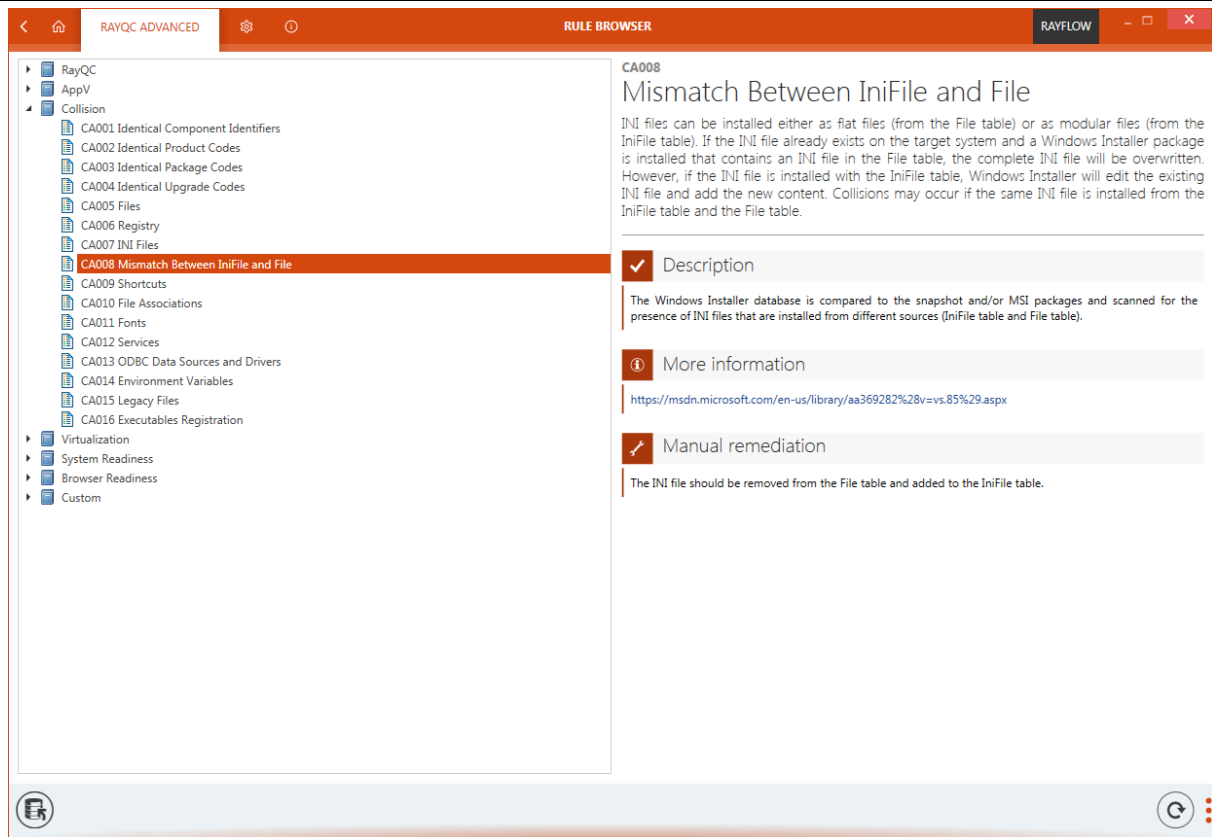 RAYQC ADVANCED
RULE BROWSER
RAYFLOW
RayQC
AppV
Collision
CA001 Identical Component Identifiers
CA002 Identical Product Codes
CA003 Identical Package Codes
CA004 Identical Upgrade Codes
CA005 Files
CA006 Registry
CA007 INI Files
CA008 Mismatch Between IniFile and File
CA009 Shortcuts
CA010 File Associations
CA011 Fonts
CA012 Services
CA013 ODBC Data Sources and Drivers
CA014 Environment Variables
CA015 Legacy Files
CA016 Executables Registration
Virtualization
System Readiness
Browser Readiness
Custom
CA008
Mismatch Between IniFile and File
INI files can be installed either as flat files (from the File table) or as modular files (from the
IniFile table). If the INI file already exists on the target system and a Windows Installer package
is installed that contains an INI file in the File table, the complete INI file will be overwritten.
However, if the INI file is installed with the IniFile table, Windows Installer will edit the existing
INI file and add the new content. Collisions may occur if the same INI file is installed from the
IniFile table and the File table.
Description
The Windows Installer database is compared to the snapshot and/or MSI packages and scanned for the
presence of INI files that are installed from different sources (IniFile table and File table).
More information
https://msdn.microsoft.com/en-us/library/aa369282%28v=vs.85%29.aspx
Manual remediation
The INI file should be removed from the File table and added to the IniFile table.